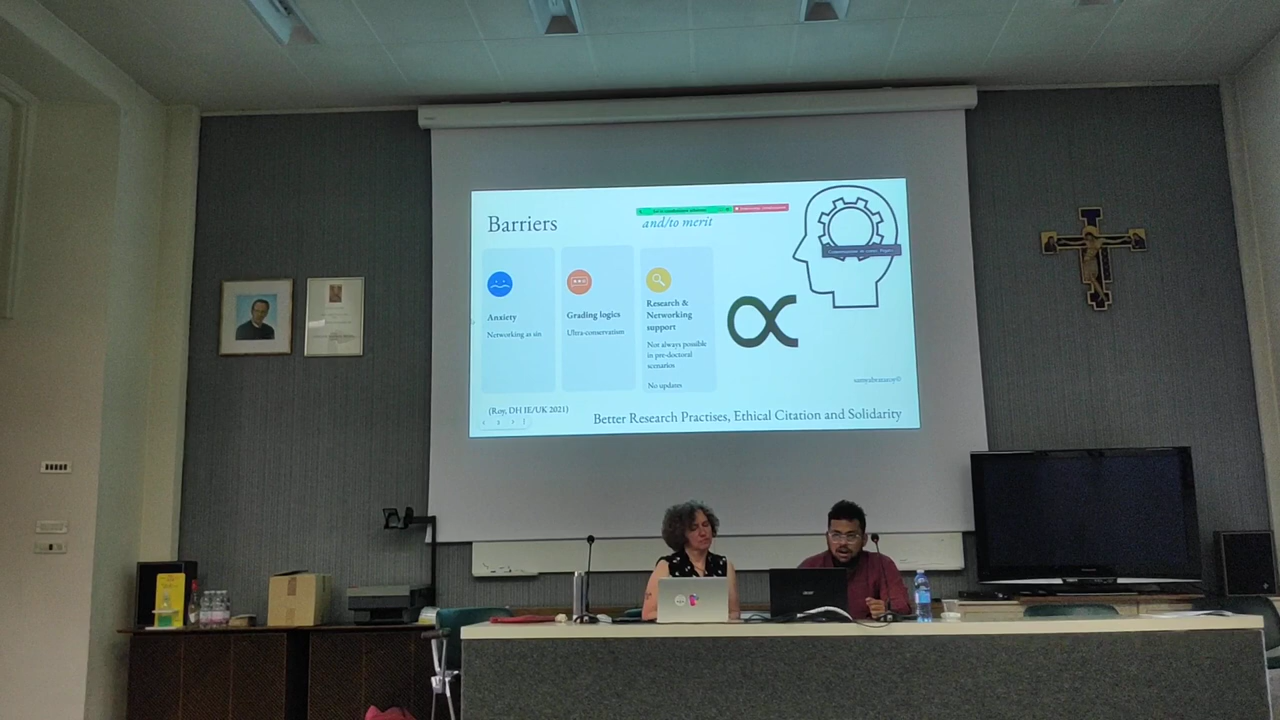 Barriers
and/to merit
Anxiety
Networking as sin
Grading logics
Ultra-conservatism
Research &
Networking
support
Not always possible
in pre-doctoral
scenarios
No updates
∝
(Roy, DH IE/UK 2021)
Better Research Practises, Ethical Citation and Solidarity
acer